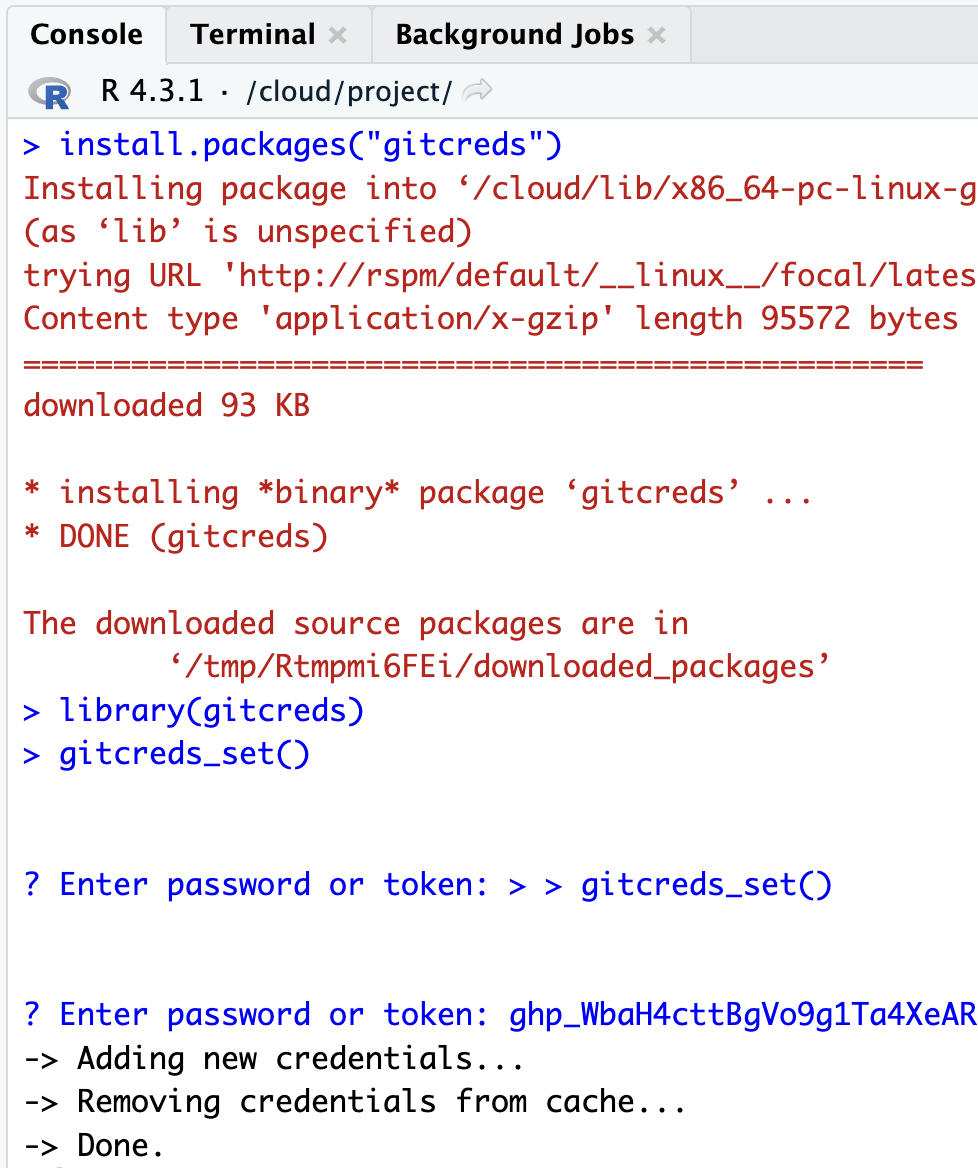 Console Terminal Background Jobs
R R 4.3.1 · /cloud/project/
> install.packages("gitcreds")
Installing package into ‘/cloud/lib/x86_64-pc-linux-g
(as ‘lib’ is unspecified)
trying URL 'http://rspm/default/__linux__/focal/lates
Content type 'application/x-gzip' length 95572 bytes
==================================================
downloaded 93 KB
* installing *binary* package ‘gitcreds’ ...
* DONE (gitcreds)
The downloaded source packages are in
‘/tmp/Rtmpmi6FEi/downloaded_packages’
> library(gitcreds)
> gitcreds_set()
? Enter password or token: > > gitcreds_set()
? Enter password or token: ghp_WbaH4cttBgVo9g1Ta4XeAR
-> Adding new credentials...
-> Removing credentials from cache...
-> Done.